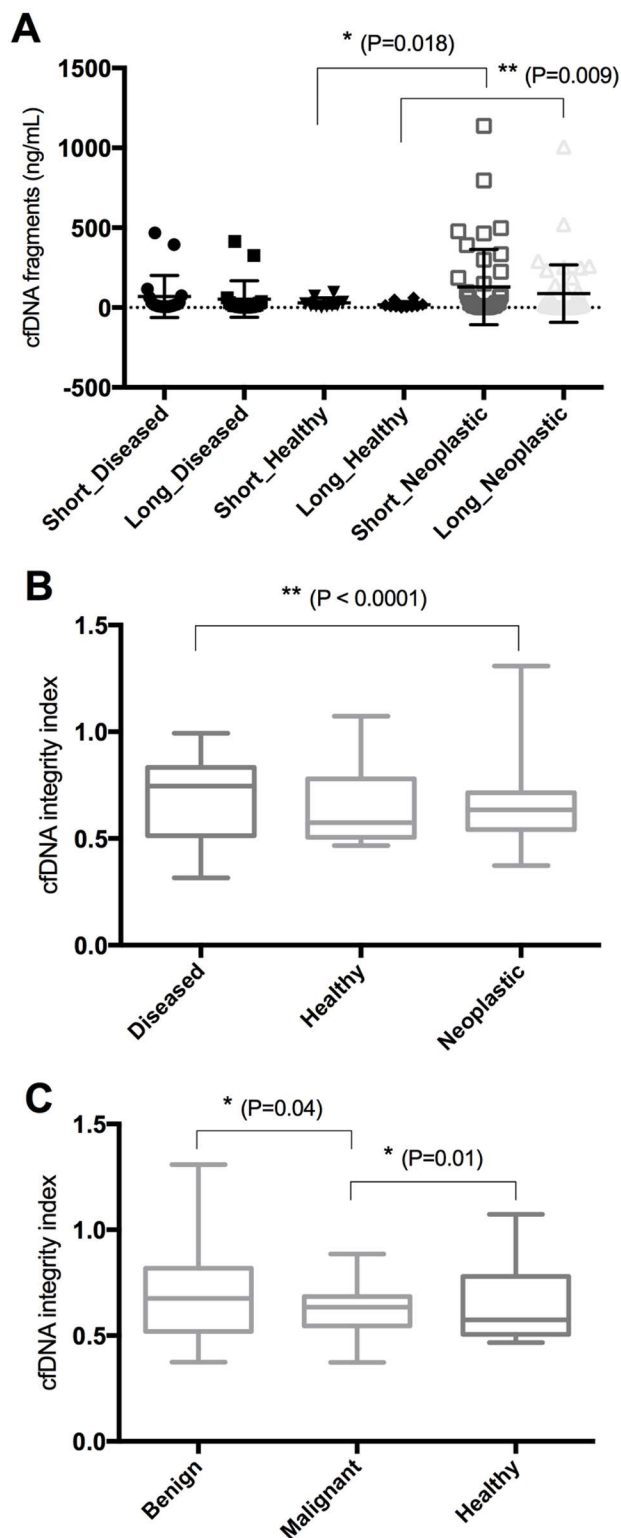 A
* (P=0.018)
** (P=0.009)
cfDNA fragments (ng/mL)
1500
1000
500
0
-500
Short_Diseased
Long_Diseased
Short_Healthy
Long_Healthy
Short_Neoplastic
Long_Neoplastic
B
** (P < 0.0001)
cfDNA integrity index
1.5
1.0
0.5
0.0
Diseased
Healthy
Neoplastic
C
* (P=0.04)
* (P=0.01)
cfDNA integrity index
1.5
1.0
0.5
0.0
Benign
Malignant
Healthy